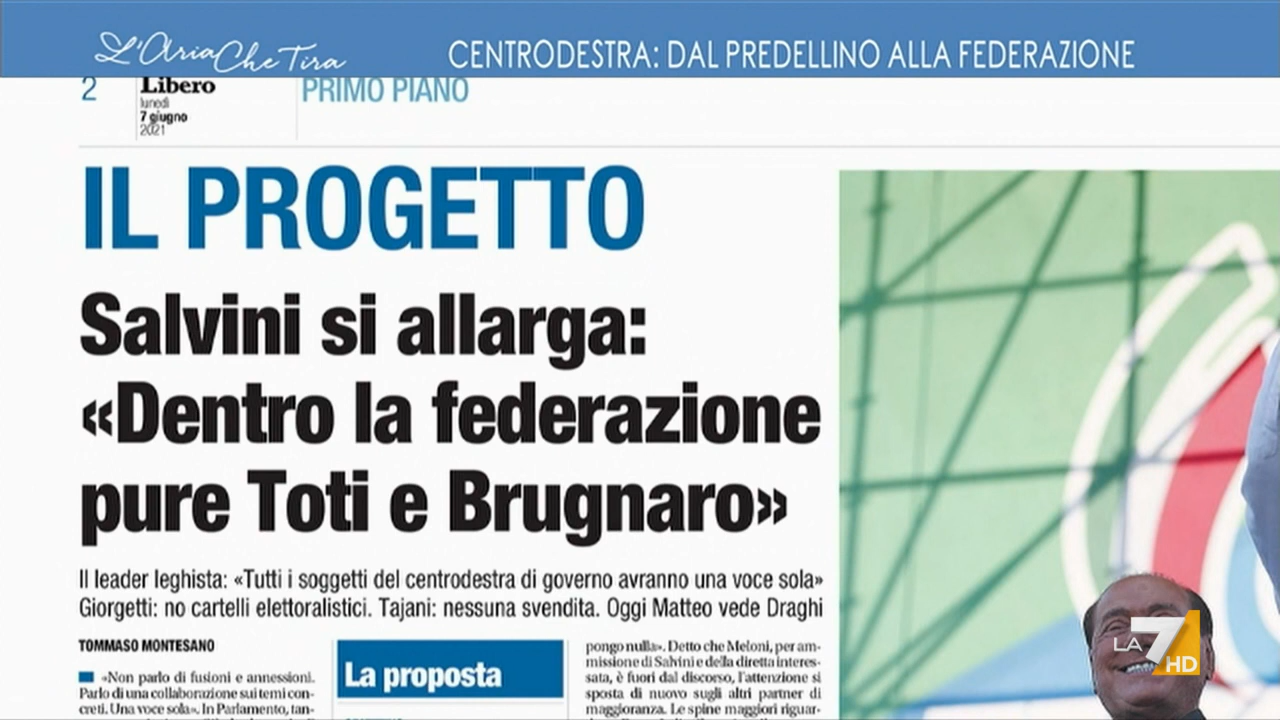 L'Aria Che Tira
CENTRODESTRA: DAL PREDELLINO ALLA FEDERAZIONE
2
Libero
lunedì
7 giugno
2021
PRIMO PIANO
IL PROGETTO
Salvini si allarga:
«Dentro la federazione
pure Toti e Brugnaro»
Il leader leghista: «Tutti i soggetti del centrodestra di governo avranno una voce sola»
Giorgetti: no cartelli elettoralistici. Tajani: nessuna svendita. Oggi Matteo vede Draghi
TOMMASO MONTESANO
«Non parlo di fusioni e annessioni.
Parlo di una collaborazione sui temi con-
creti. Una voce sola». In Parlamento, tan-
La proposta
pongo nulla». Detto che Meloni, per am-
missione di Salvini e della diretta interes-
sata, è fuori dal discorso, l'attenzione si
sposta di nuovo sugli altri partner di
maggioranza. Le spine maggiori riguar-
LA 7 HD